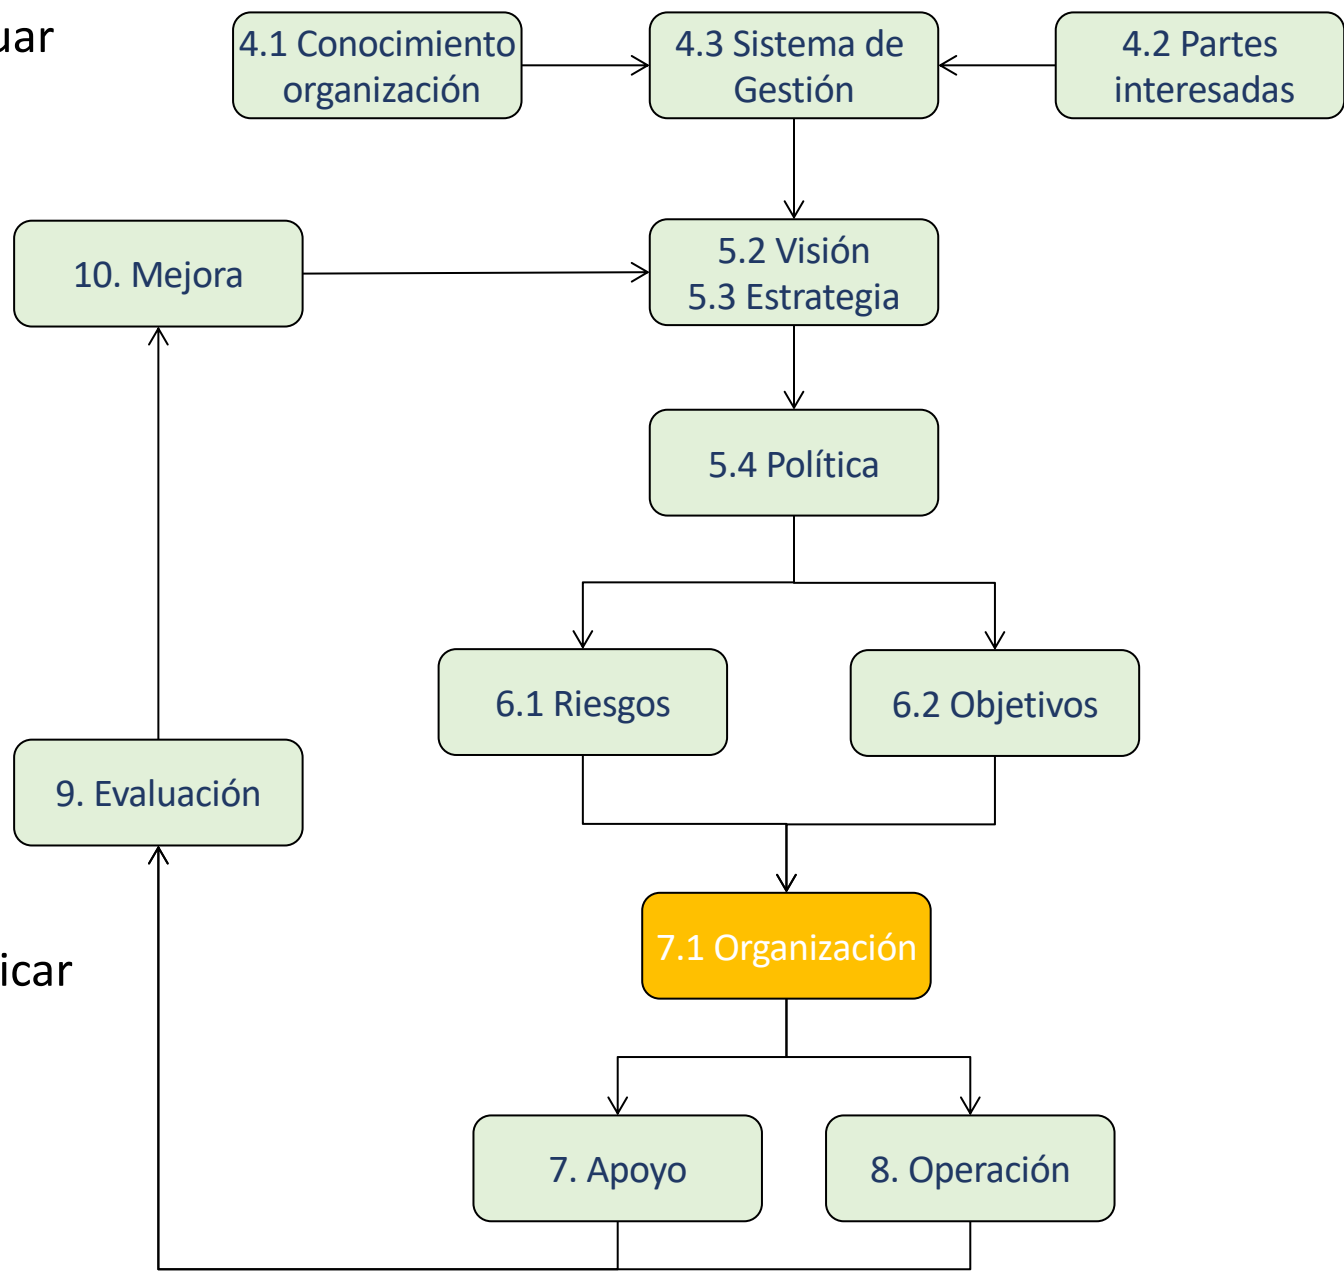 uar
4.1 Conocimiento
organización
4.3 Sistema de
Gestión
4.2 Partes
interesadas
10. Mejora
5.2 Visión
5.3 Estrategia
5.4 Política
6.1 Riesgos
6.2 Objetivos
9. Evaluación
7.1 Organización
icar
7. Apoyo
8. Operación